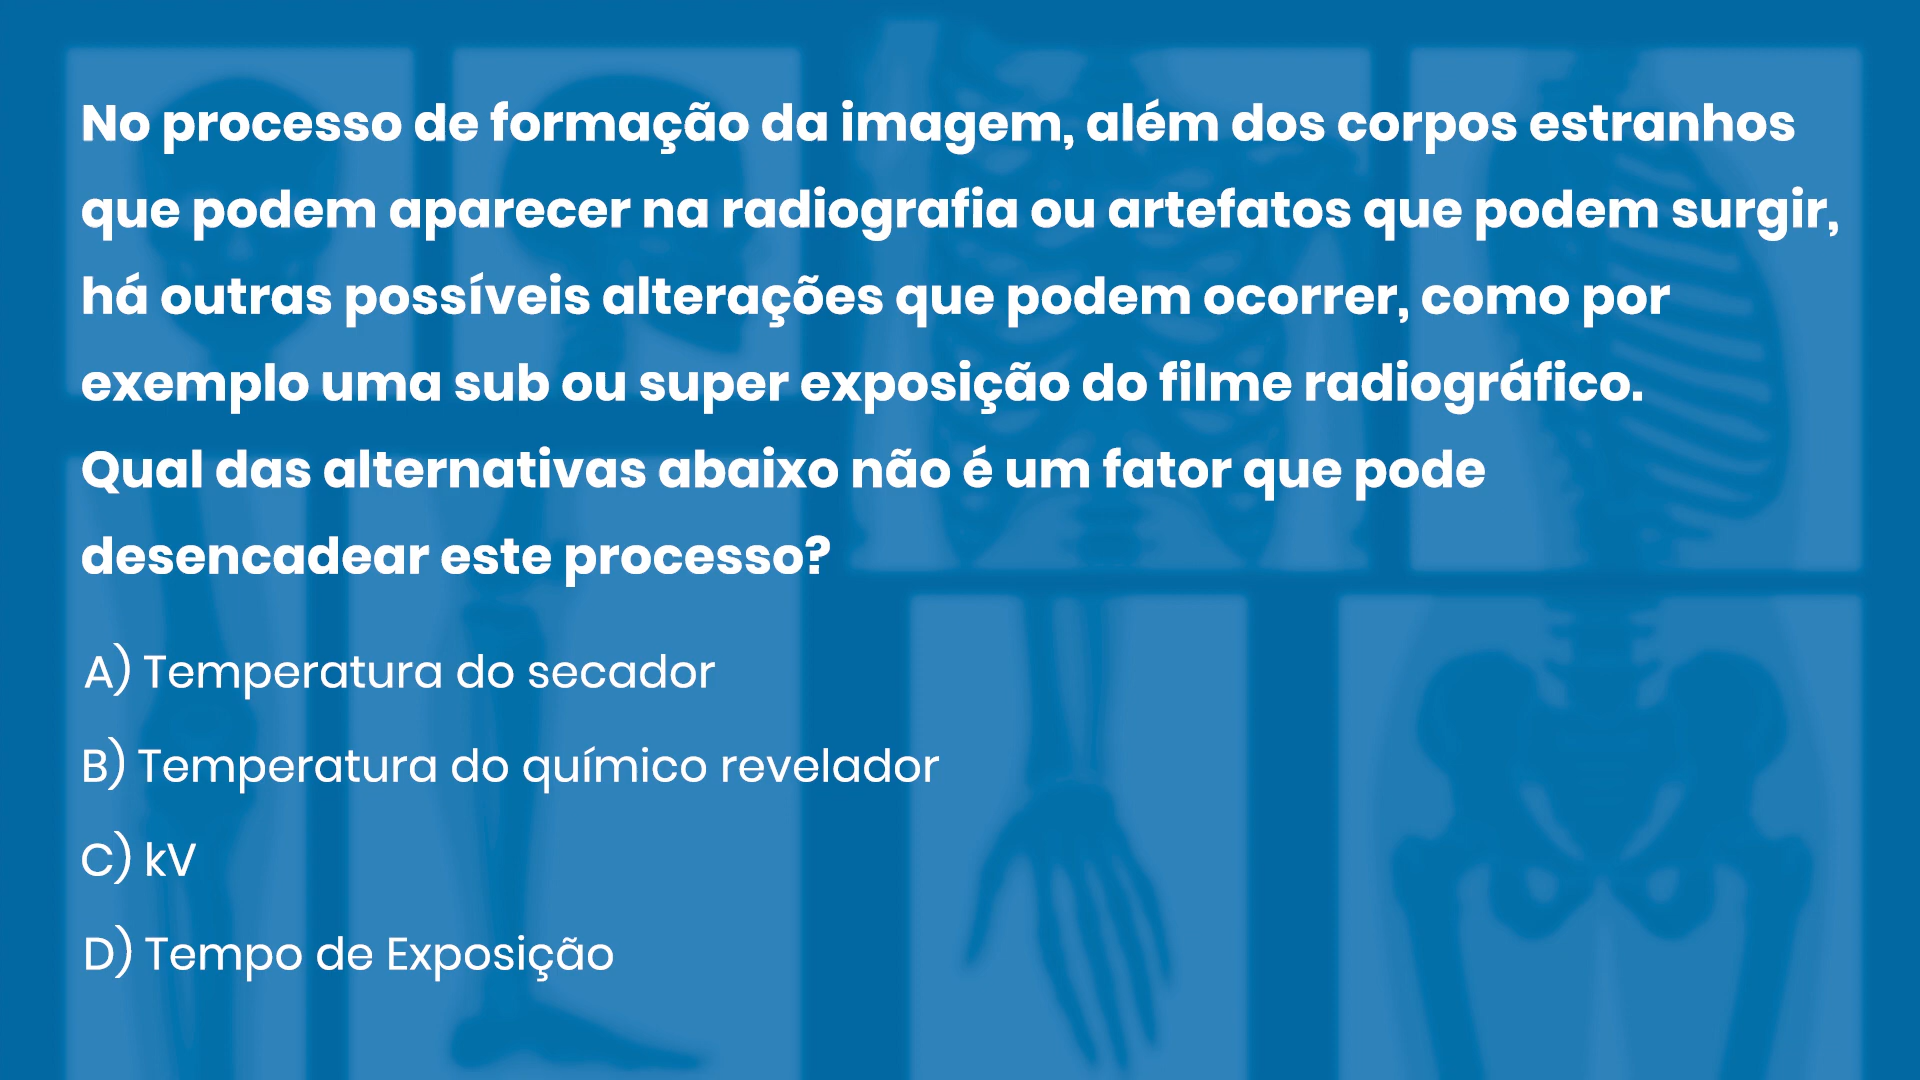 No processo de formação da imagem, além dos corpos estranhos
que podem aparecer na radiografia ou artefatos que podem surgir,
há outras possíveis alterações que podem ocorrer, como por
exemplo uma sub ou super exposição do filme radiográfico.
Qual das alternativas abaixo não é um fator que pode
desencadear este processo?
A) Temperatura do secador
B) Temperatura do químico revelador
C) kV
D) Tempo de Exposição